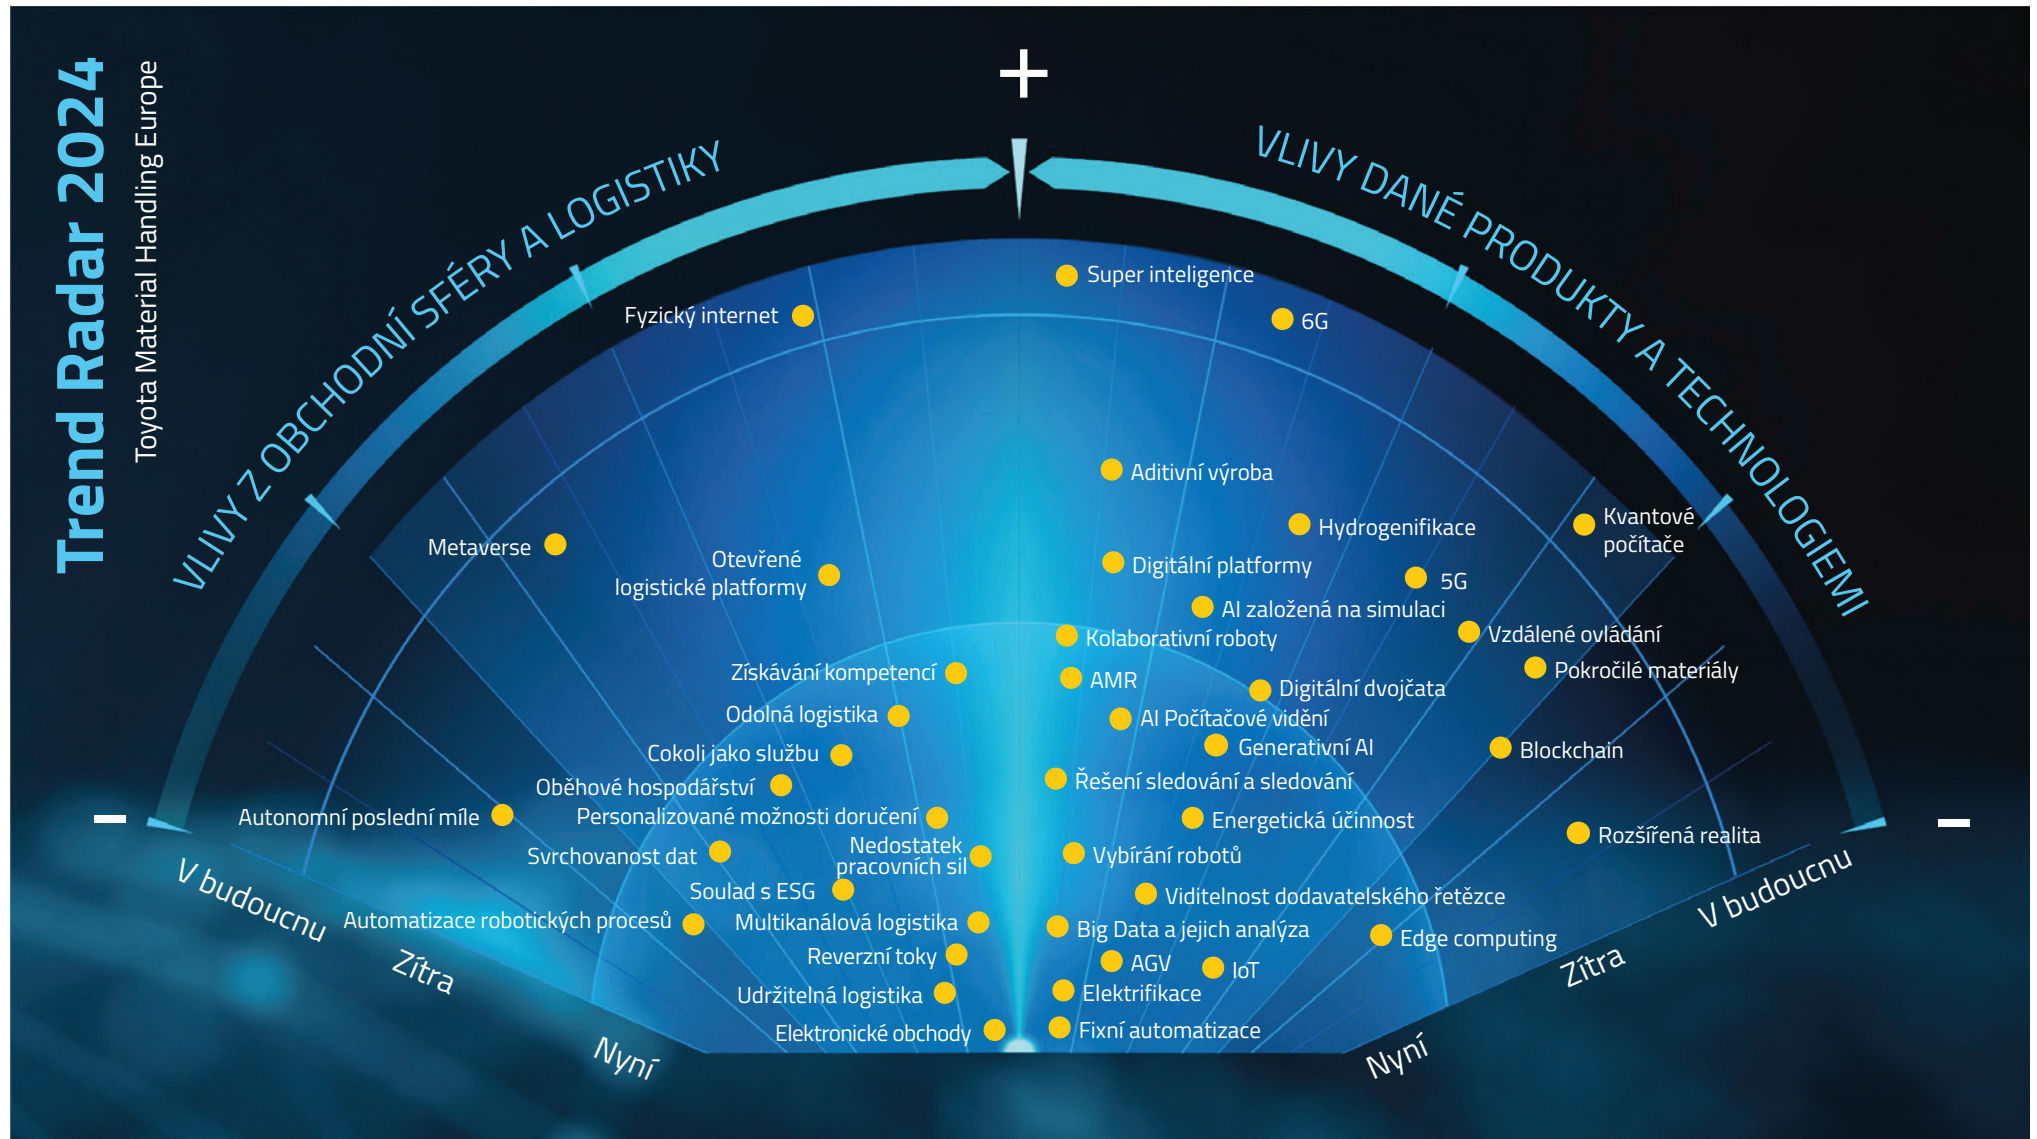 Trend Radar 2024
Toyota Material Handling Europe
+
VLIVY Z OBCHODNÍ SFÉRY A LOGISTIKY
VLIVY DANÉ PRODUKTY A TECHNOLOGIEMI
Super inteligence
Fyzický internet
6G
Aditivní výroba
Hydrogenifikace
Kvantové
počítače
Metaverse
Otevřené
logistické platformy
Digitální platformy
5G
AI založená na simulaci
Kolaborativní roboty
Vzdálené ovládání
Získávání kompetencí
AMR
Digitální dvojčata
Pokročilé materiály
Odolná logistika
AI Počítačové vidění
Cokoli jako službu
Generativní AI
Blockchain
Oběhové hospodářství
Řešení sledování a sledování
Autonomní poslední míle
Personalizované možnosti doručení
Energetická účinnost
Rozšířená realita
Svrchovanost dat
Nedostatek
pracovních sil
Vybírání robotů
Soulad s ESG
Viditelnost dodavatelského řetězce
Automatizace robotických procesů
Multikanálová logistika
Big Data a jejich analýza
Edge computing
Reverzní toky
AGV
IoT
Udržitelná logistika
Elektrifikace
Elektronické obchody
Fixní automatizace
–
–
V budoucnu
Zítra
Nyní
Nyní
Zítra
V budoucnu